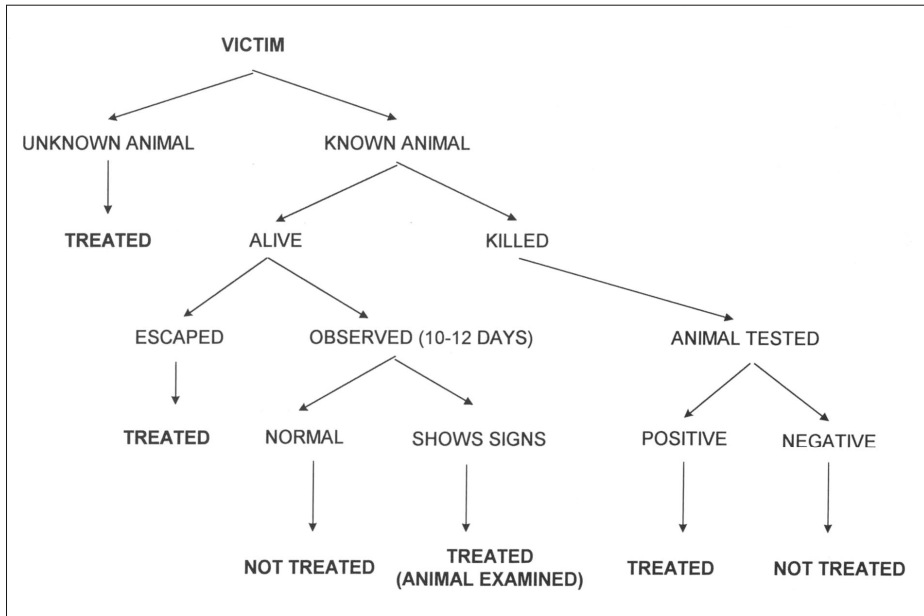 VICTIM
UNKNOWN ANIMAL
KNOWN ANIMAL
TREATED
ALIVE
KILLED
ESCAPED
OBSERVED (10-12 DAYS)
ANIMAL TESTED
TREATED
NORMAL
SHOWS SIGNS
POSITIVE
NEGATIVE
NOT TREATED
TREATED
(ANIMAL EXAMINED)
TREATED
NOT TREATED